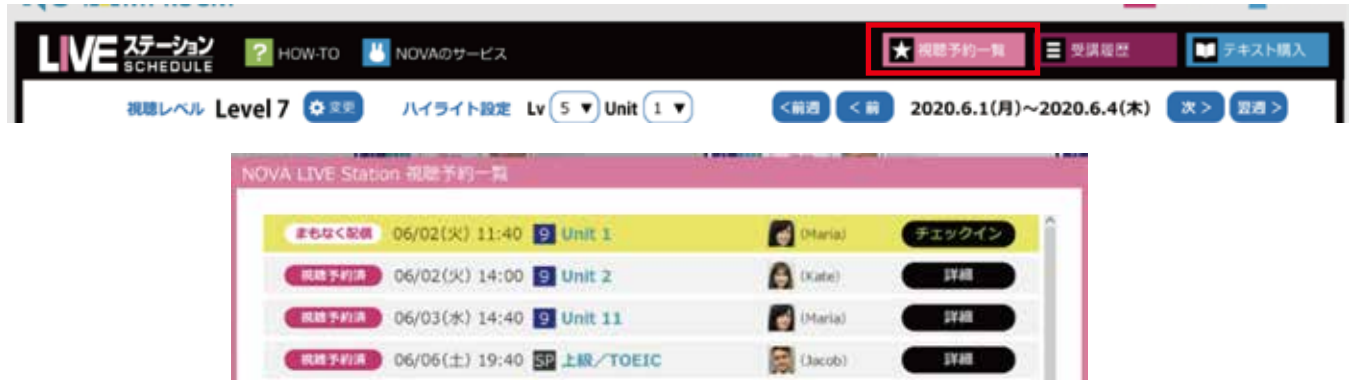 LIVE ステーション SCHEDULE ? HOW-TO NOVAのサービス ★ 視聴予約一覧 受講履歴 テキスト購入
視聴レベル Level 7 変更 ハイライト設定 Lv 5 ▼ Unit 1 ▼ <前週 <前 2020.6.1(月)~2020.6.4(木) 次> 翌週>
NOVA LIVE Station 視聴予約一覧
まもなく配信 06/02(火) 11:40 9 Unit 1 (Maria) チェックイン
視聴予約済 06/02(火) 14:00 9 Unit 2 (Kate) 詳細
視聴予約済 06/03(水) 14:40 9 Unit 11 (Maria) 詳細
視聴予約済 06/06(土) 19:40 SP 上級/TOEIC (Jacob) 詳細